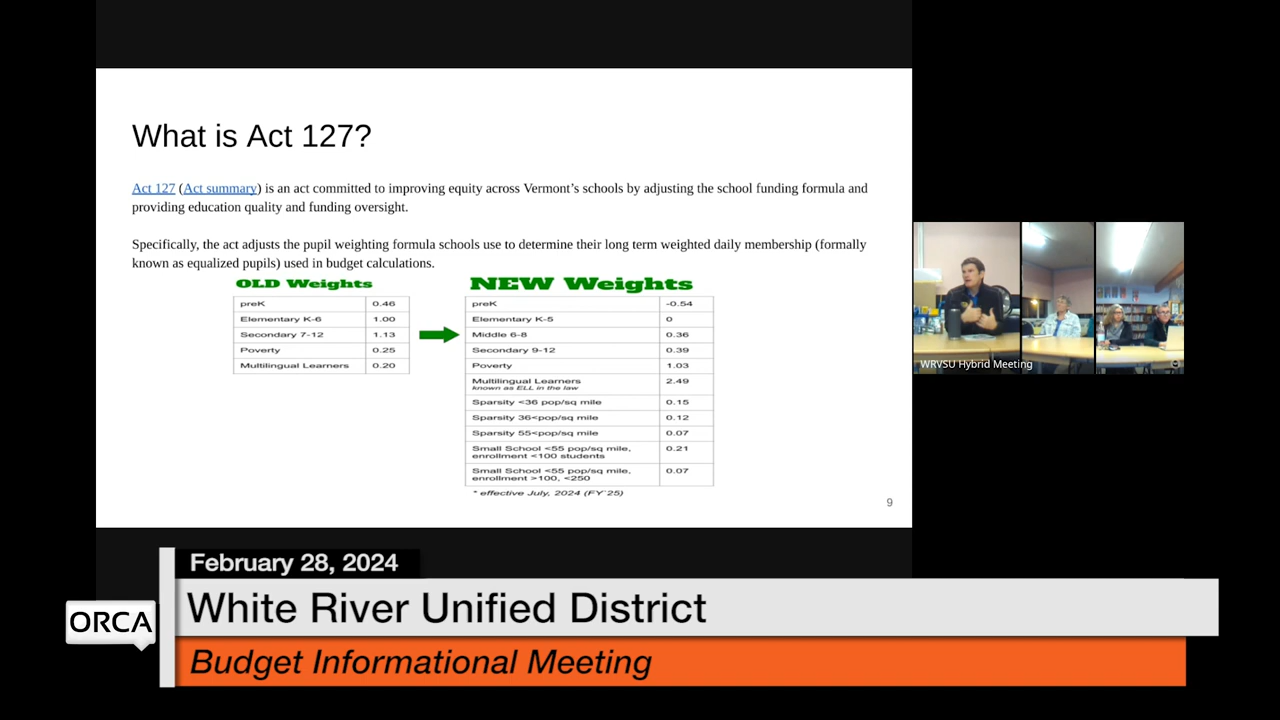 What is Act 127?
Act 127 (Act summary) is an act committed to improving equity across Vermont's schools by adjusting the school funding formula and
providing education quality and funding oversight.
Specifically, the act adjusts the pupil weighting formula schools use to determine their long term weighted daily membership (formally
known as equalized pupils) used in budget calculations.
OLD Weights
preK 0.46
Elementary K-6 1.00
Secondary 7-12 1.13
Poverty 0.25
Multilingual Learners 0.20
NEW Weights
preK -0.54
Elementary K-5 0
Middle 6-8 0.36
Secondary 9-12 0.39
Poverty 1.03
Multilingual Learners 2.49
known as ELL in the law
Sparsity <36 pop/sq mile 0.15
Sparsity 36<pop/sq mile 0.12
Sparsity 55<pop/sq mile 0.07
Small School <55 pop/sq mile, 0.21
enrollment <100 students
Small School <55 pop/sq mile, 0.07
enrollment >100, <250
* effective July, 2024 (FY'25)
9
WRVSU Hybrid Meeting
February 28, 2024
ORCA
White River Unified District
Budget Informational Meeting